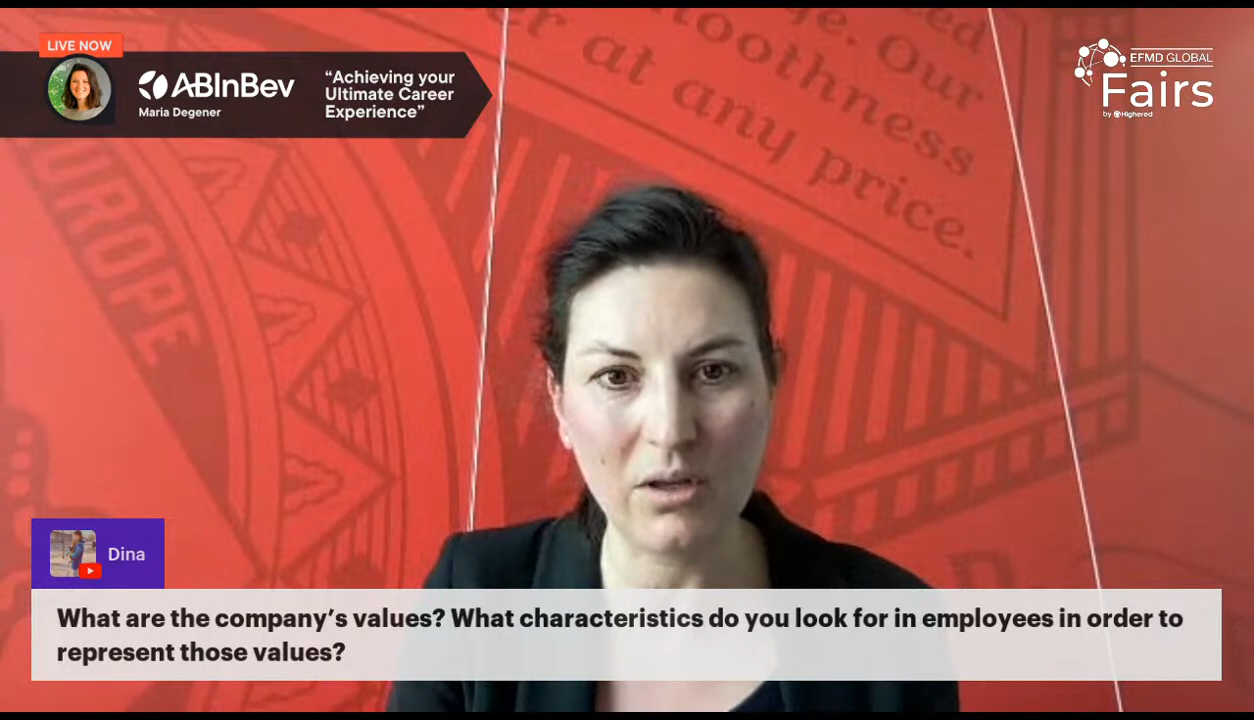 LIVE NOW
ABInBev
Maria Degener
“Achieving your
Ultimate Career
Experience”
EFMD GLOBAL
Fairs
by Highered
Our
toothness
at any price.
UROPE
Dina
What are the company’s values? What characteristics do you look for in employees in order to
represent those values?